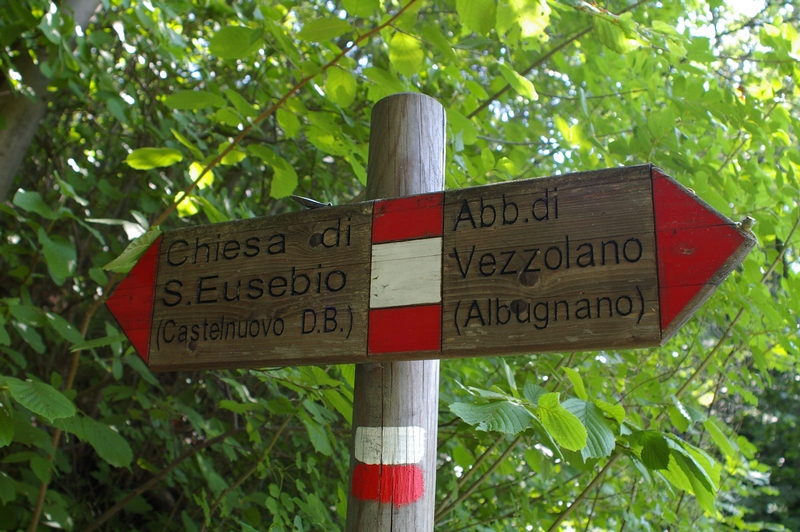 Chiesa di
S.Eusebio
(Castelnuovo D.B.)
Abb.di
Vezzolano
(Albugnano)